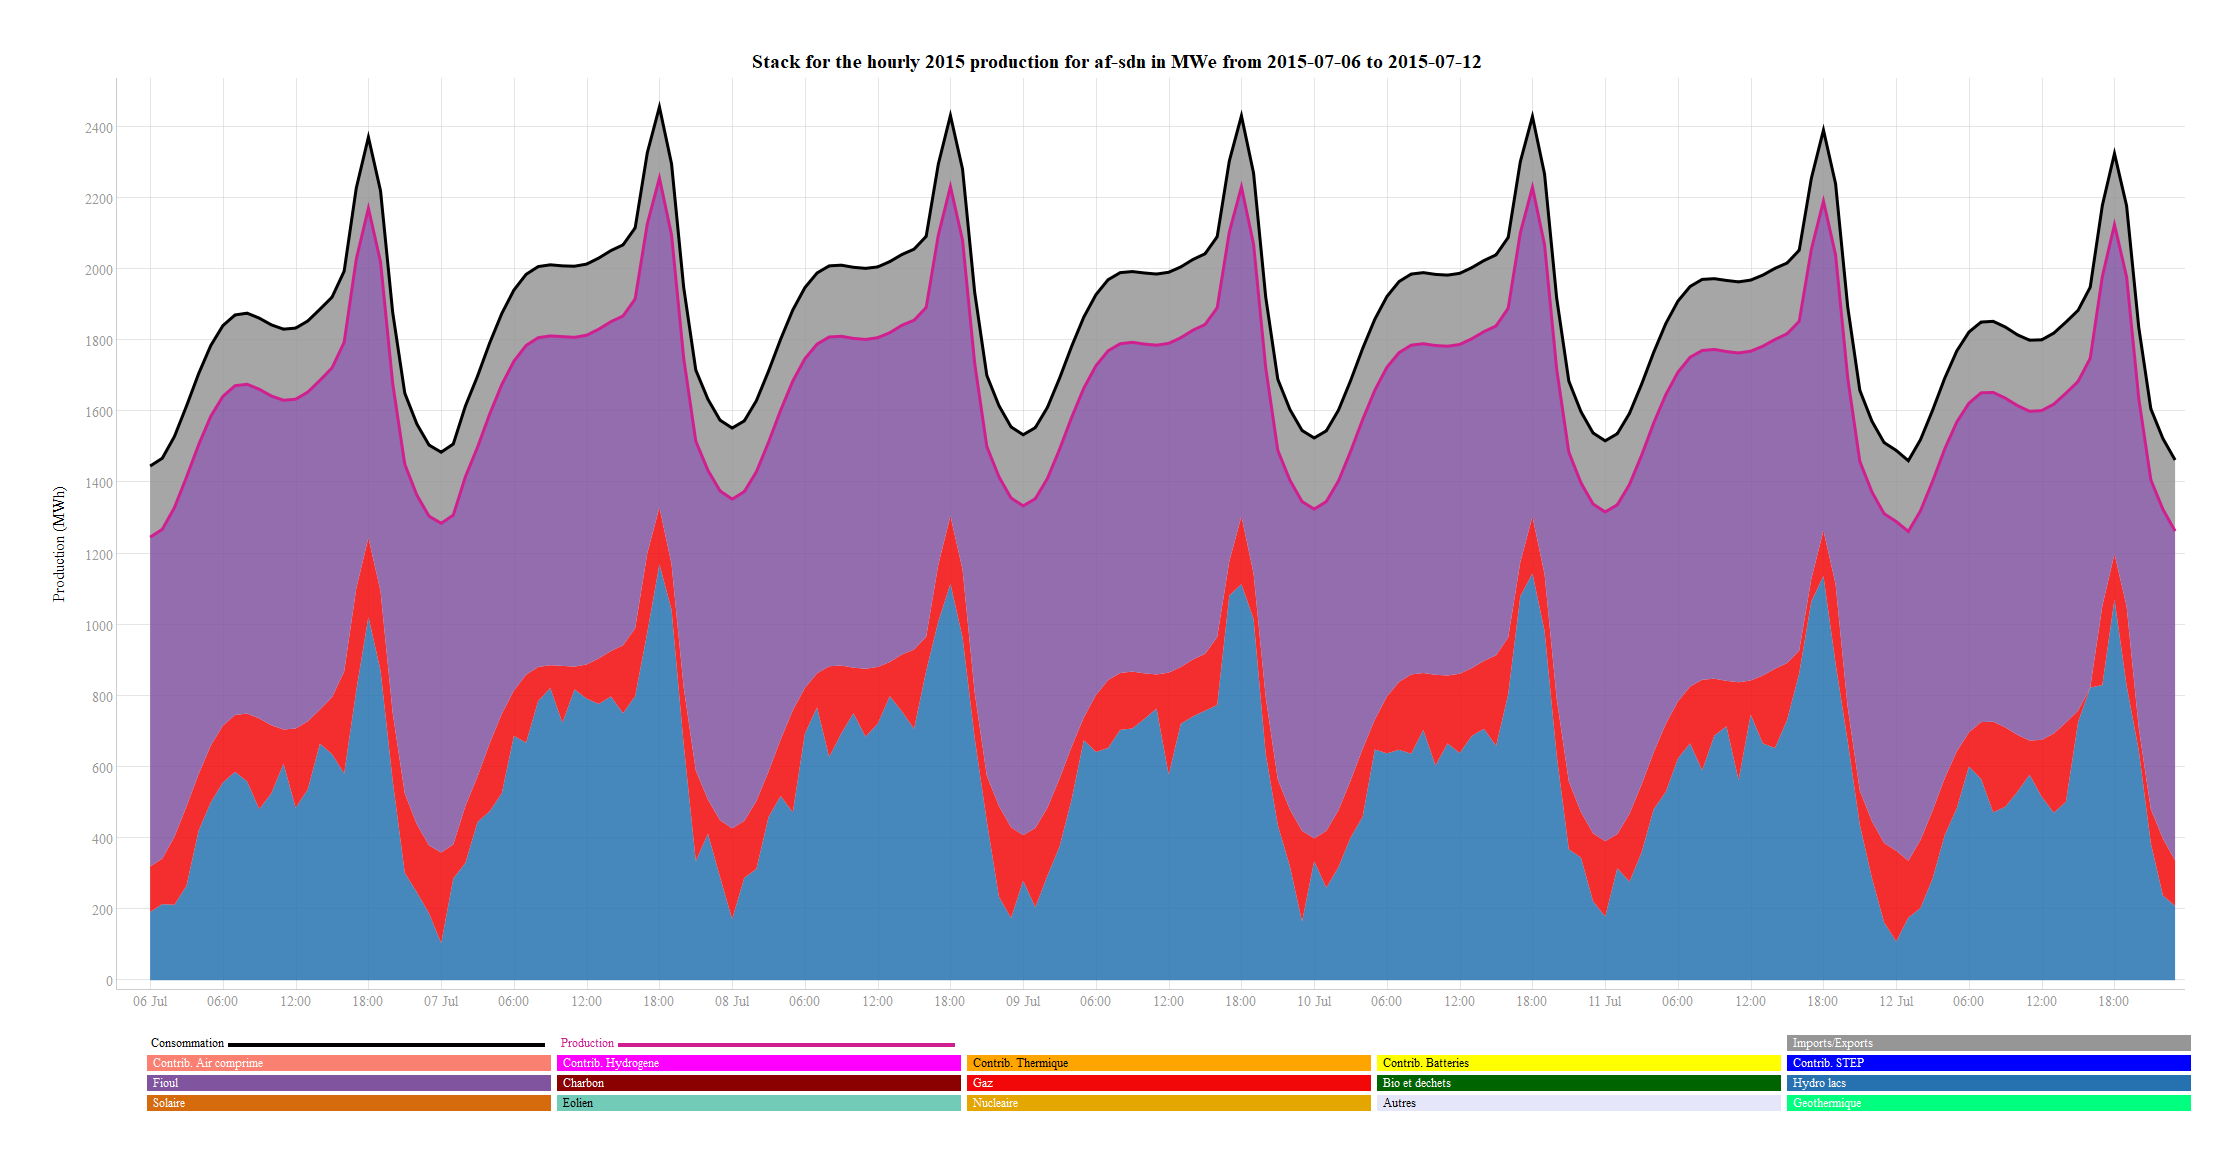 Stack for the hourly 2015 production for af-sdn in MWe from 2015-07-06 to 2015-07-12
Production (MWh)
2400
2200
2000
1800
1600
1400
1200
1000
800
600
400
200
0
06 Jul 06:00 12:00 18:00 07 Jul 06:00 12:00 18:00 08 Jul 06:00 12:00 18:00 09 Jul 06:00 12:00 18:00 10 Jul 06:00 12:00 18:00 11 Jul 06:00 12:00 18:00 12 Jul 06:00 12:00 18:00
Consommation Production Imports/Exports
Contrib. Air comprime Contrib. Hydrogene Contrib. Thermique Contrib. Batteries Contrib. STEP
Fioul Charbon Gaz Bio et dechets Hydro lacs
Solaire Eolien Nucleaire Autres Geothermique